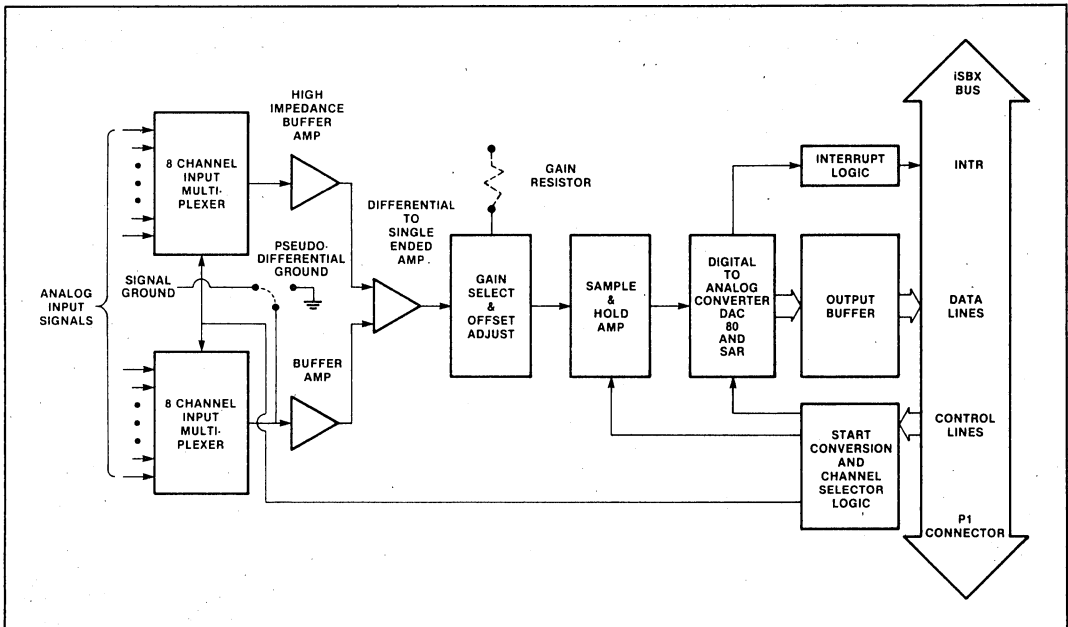 HIGH
IMPEDANCE
BUFFER
AMP
8 CHANNEL
INPUT
MULTI-
PLEXER
ANALOG
INPUT
SIGNALS
SIGNAL
GROUND
PSEUDO-
DIFFERENTIAL
GROUND
8 CHANNEL
INPUT
MULTI-
PLEXER
BUFFER
AMP
DIFFERENTIAL
TO
SINGLE
ENDED
AMP.
GAIN
RESISTOR
GAIN
SELECT
&
OFFSET
ADJUST
SAMPLE
&
HOLD
AMP
DIGITAL
TO
ANALOG
CONVERTER
DAC
80
AND
SAR
INTERRUPT
LOGIC
OUTPUT
BUFFER
START
CONVERSION
AND
CHANNEL
SELECTOR
LOGIC
iSBX
BUS
INTR
DATA
LINES
CONTROL
LINES
P1
CONNECTOR